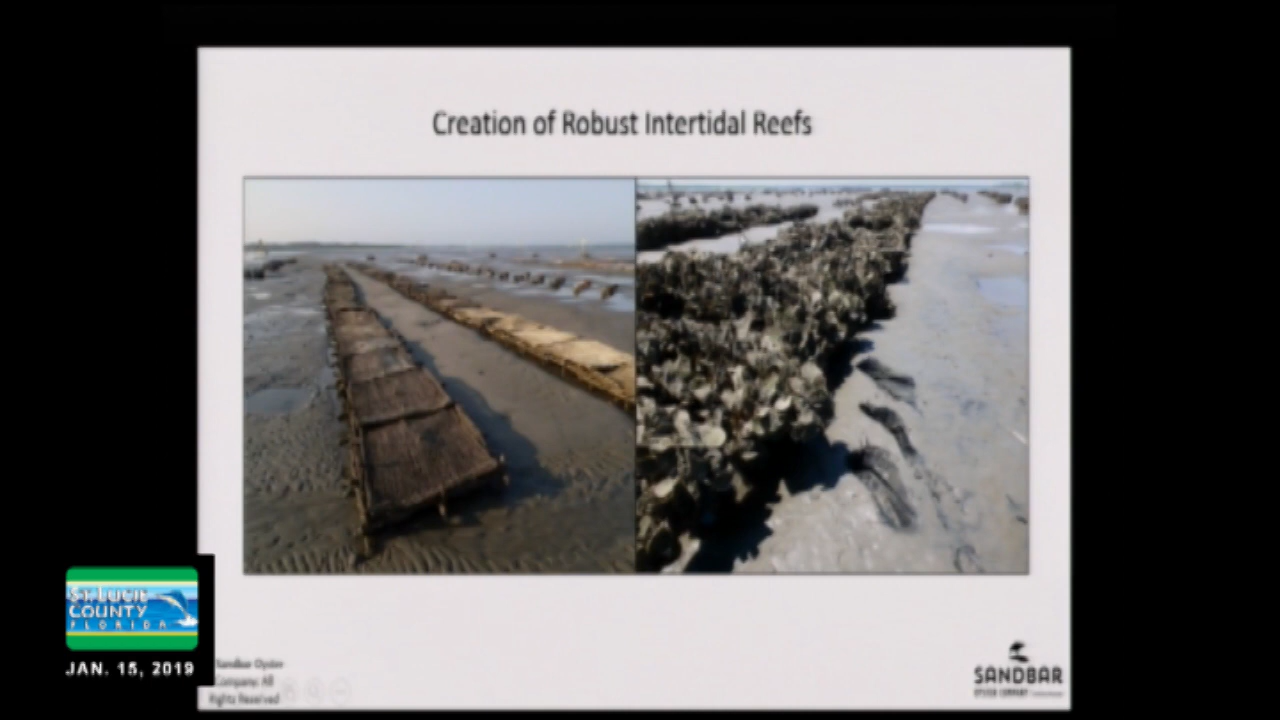 Creation of Robust Intertidal Reefs
ST. LUCIE
COUNTY
FLORIDA
JAN. 15, 2019
Sandbar Oyster
Company. All
Rights Reserved
SANDBAR
OYSTER COMPANY